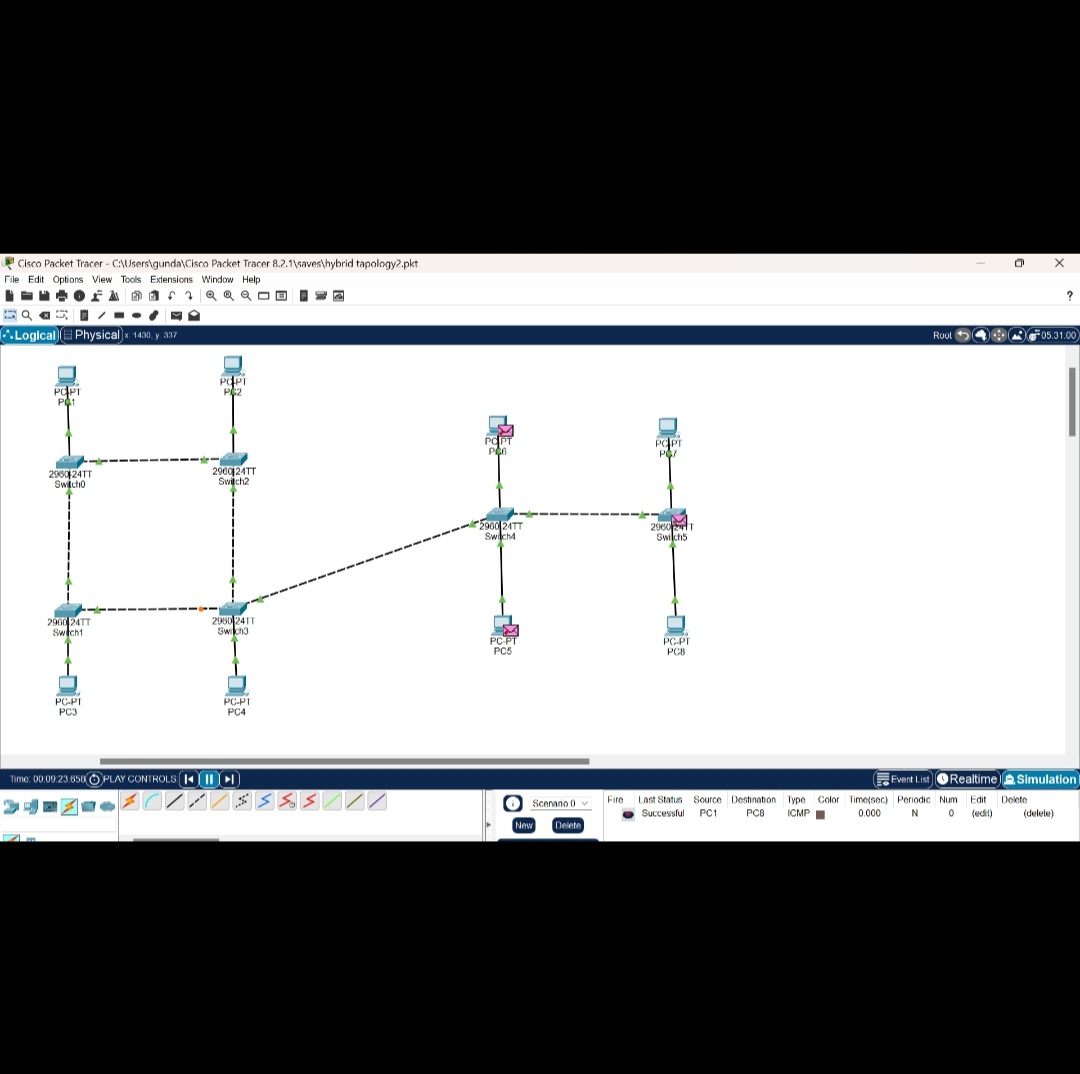 Cisco Packet Tracer - C:\Users\gunda\Cisco Packet Tracer 8.2.1\saves\hybrid tapology2.pkt
File Edit Options View Tools Extensions Window Help
?
Logical Physical x 1430, y 337 Root 05:31:00
PC-PT
PC1
PC-PT
PC2
PC-PT
PC6
PC-PT
PC7
2960-24TT
Switch0
2960-24TT
Switch2
2960-24TT
Switch4
2960-24TT
Switch5
2960-24TT
Switch1
2960-24TT
Switch3
PC-PT
PC5
PC-PT
PC8
PC-PT
PC3
PC-PT
PC4
Time: 00:09:23.656 PLAY CONTROLS: Event List Realtime Simulation
Scenario 0
New Delete
Fire Last Status Source Destination Type Color Time(sec) Periodic Num Edit Delete
Successful PC1 PC8 ICMP 0.000 N 0 (edit) (delete)